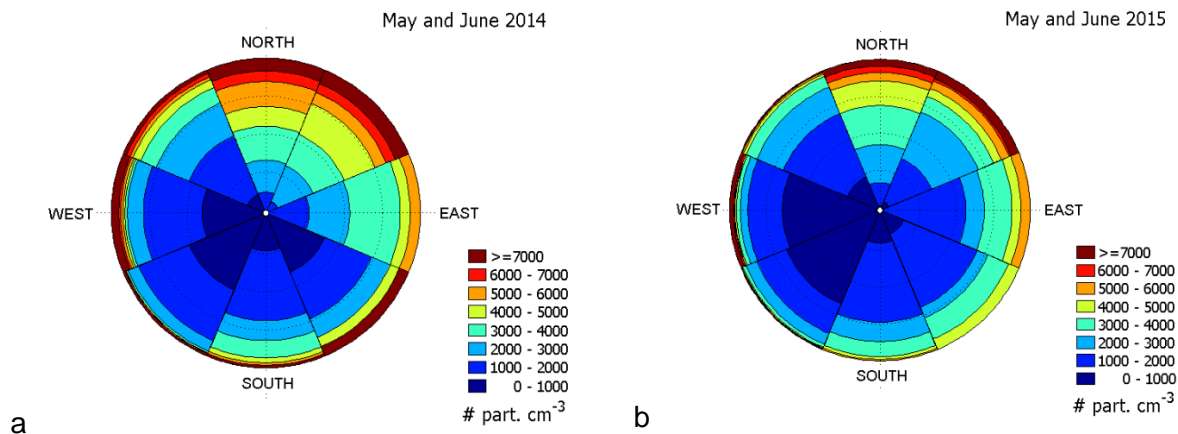 May and June 2014
NORTH
WEST
EAST
SOUTH
>=7000
6000 - 7000
5000 - 6000
4000 - 5000
3000 - 4000
2000 - 3000
1000 - 2000
0 - 1000
# part. cm⁻³
a
May and June 2015
NORTH
WEST
EAST
SOUTH
>=7000
6000 - 7000
5000 - 6000
4000 - 5000
3000 - 4000
2000 - 3000
1000 - 2000
0 - 1000
# part. cm⁻³
b